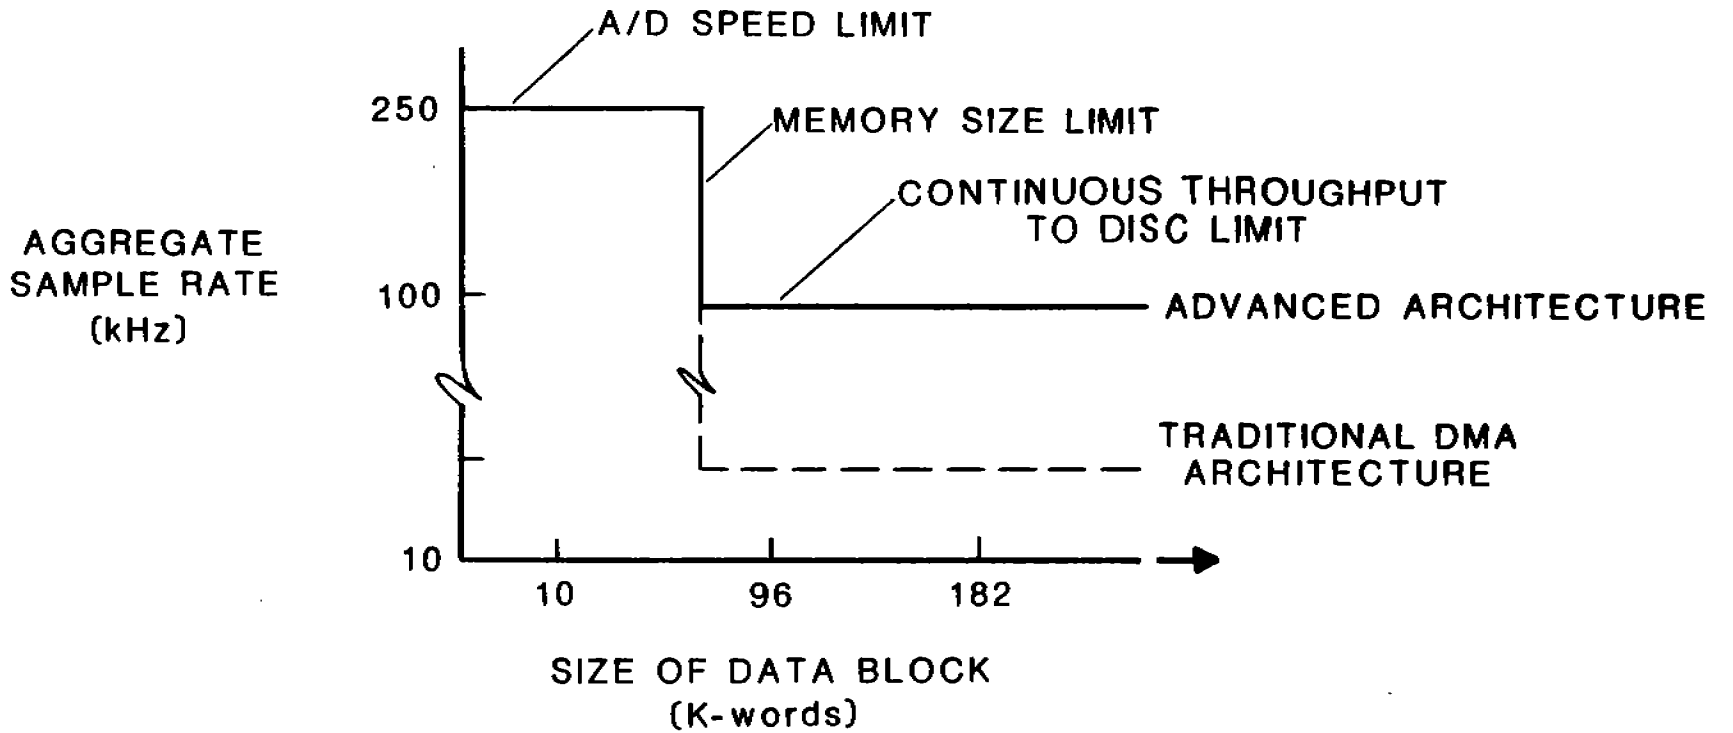 A/D SPEED LIMIT
250
MEMORY SIZE LIMIT
CONTINUOUS THROUGHPUT
TO DISC LIMIT
AGGREGATE
SAMPLE RATE
(kHz)
100
ADVANCED ARCHITECTURE
TRADITIONAL DMA
ARCHITECTURE
10
10 96 182
SIZE OF DATA BLOCK
(K-words)